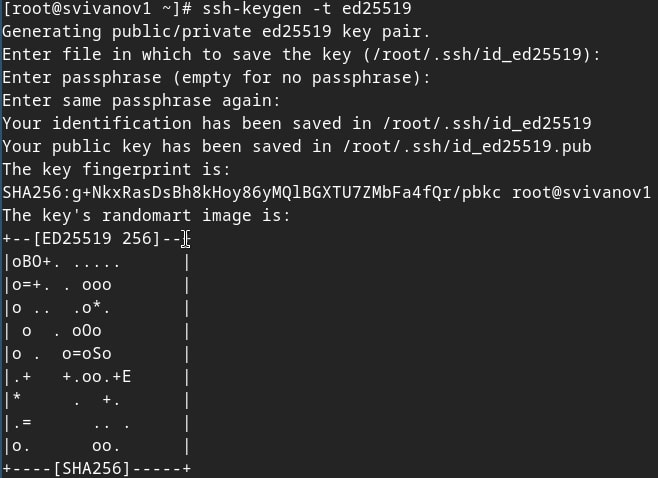 [root@svivanov1 ~]# ssh-keygen -t ed25519
Generating public/private ed25519 key pair.
Enter file in which to save the key (/root/.ssh/id_ed25519):
Enter passphrase (empty for no passphrase):
Enter same passphrase again:
Your identification has been saved in /root/.ssh/id_ed25519
Your public key has been saved in /root/.ssh/id_ed25519.pub
The key fingerprint is:
SHA256:g+NkxRasDsBh8kHoy86yMQlBGXTU7ZMbFa4fQr/pbkc root@svivanov1
The key's randomart image is:
+--[ED25519 256]--+
|oBO+. .....      |
|o=+. . ooo       |
|o ..  .o*.       |
| o  . oOo        |
|o .  o=oSo       |
|.+   +.oo.+E     |
|*     .  +.      |
|.=      .. .     |
|o.      oo.      |
+----[SHA256]-----+